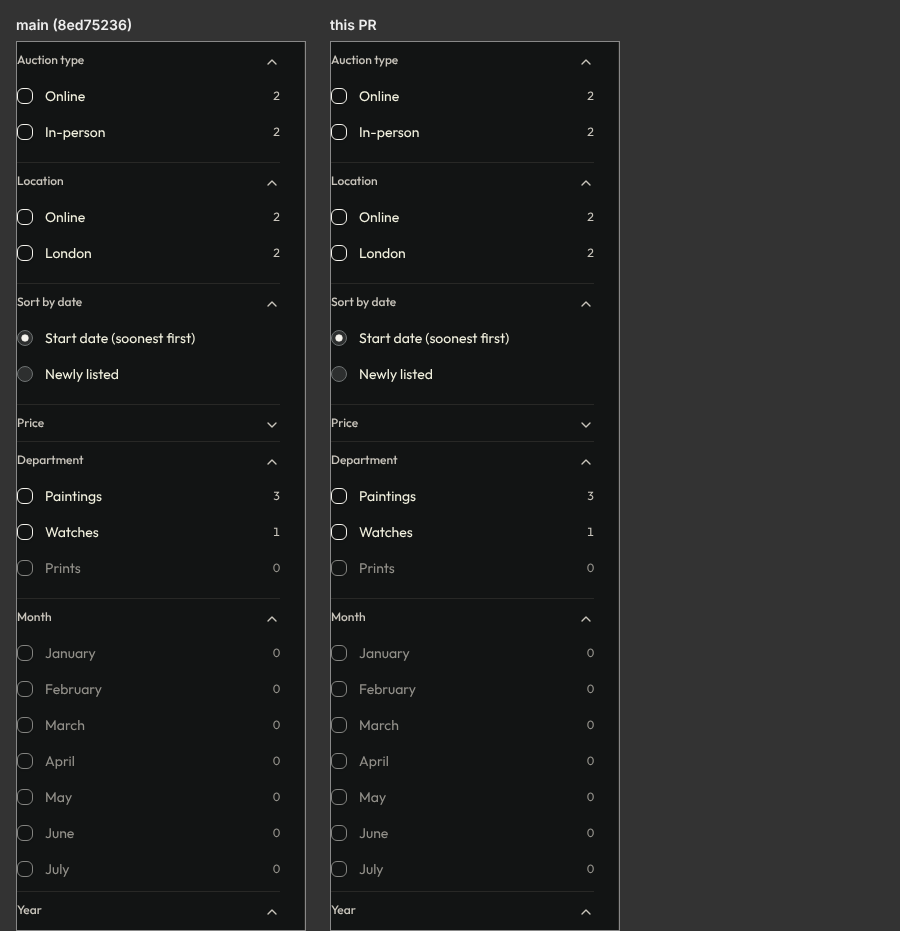 main (8ed75236)
Auction type
Online 2
In-person 2
Location
Online 2
London 2
Sort by date
Start date (soonest first)
Newly listed
Price
Department
Paintings 3
Watches 1
Prints 0
Month
January 0
February 0
March 0
April 0
May 0
June 0
July 0
Year
this PR
Auction type
Online 2
In-person 2
Location
Online 2
London 2
Sort by date
Start date (soonest first)
Newly listed
Price
Department
Paintings 3
Watches 1
Prints 0
Month
January 0
February 0
March 0
April 0
May 0
June 0
July 0
Year